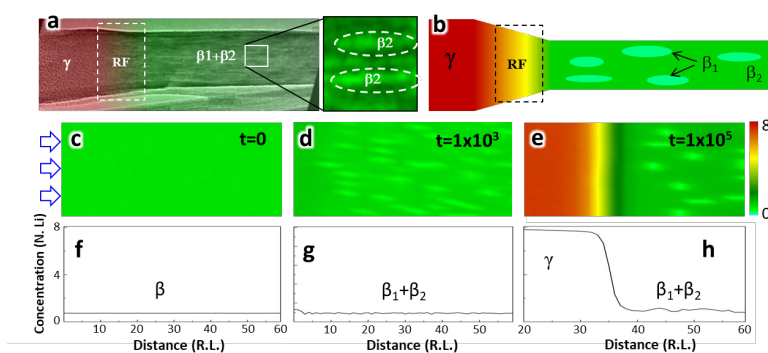 a
γ
RF
β1+β2
β2
β2
b
γ
RF
β₁
β₂
c
t=0
d
t=1x10³
e
t=1x10⁵
8
0
Concentration (N. Li)
8
4
0
f
β
10 20 30 40 50 60
Distance (R.L.)
g
β₁+β₂
10 20 30 40 50
Distance (R.L.)
h
γ
β₁+β₂
20 30 40 50 60
Distance (R.L.)